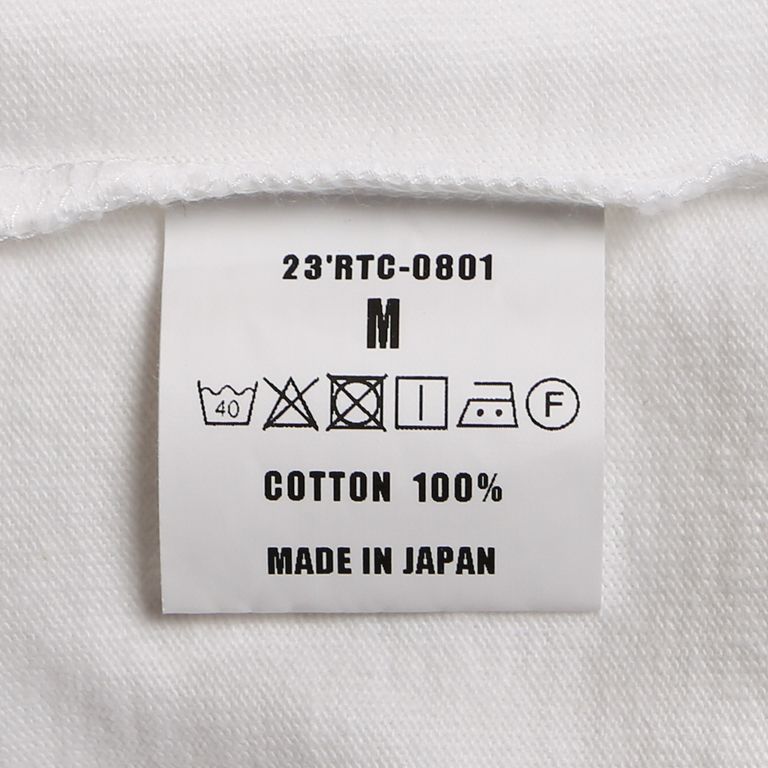 23'RTC-0801
M
40 F
COTTON 100%
MADE IN JAPAN